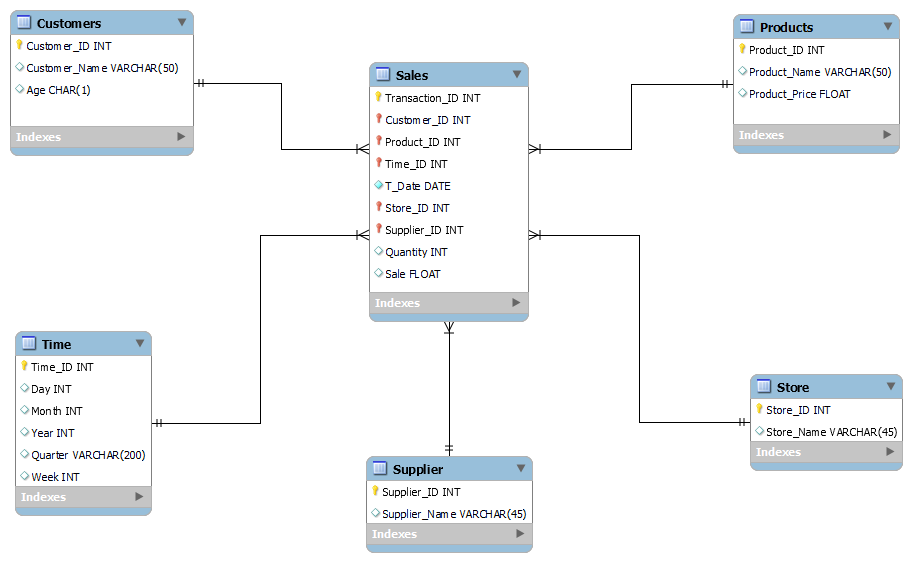 Customers
Customer_ID INT
Customer_Name VARCHAR(50)
Age CHAR(1)
Indexes
Sales
Transaction_ID INT
Customer_ID INT
Product_ID INT
Time_ID INT
T_Date DATE
Store_ID INT
Supplier_ID INT
Quantity INT
Sale FLOAT
Indexes
Products
Product_ID INT
Product_Name VARCHAR(50)
Product_Price FLOAT
Indexes
Time
Time_ID INT
Day INT
Month INT
Year INT
Quarter VARCHAR(200)
Week INT
Indexes
Supplier
Supplier_ID INT
Supplier_Name VARCHAR(45)
Indexes
Store
Store_ID INT
Store_Name VARCHAR(45)
Indexes